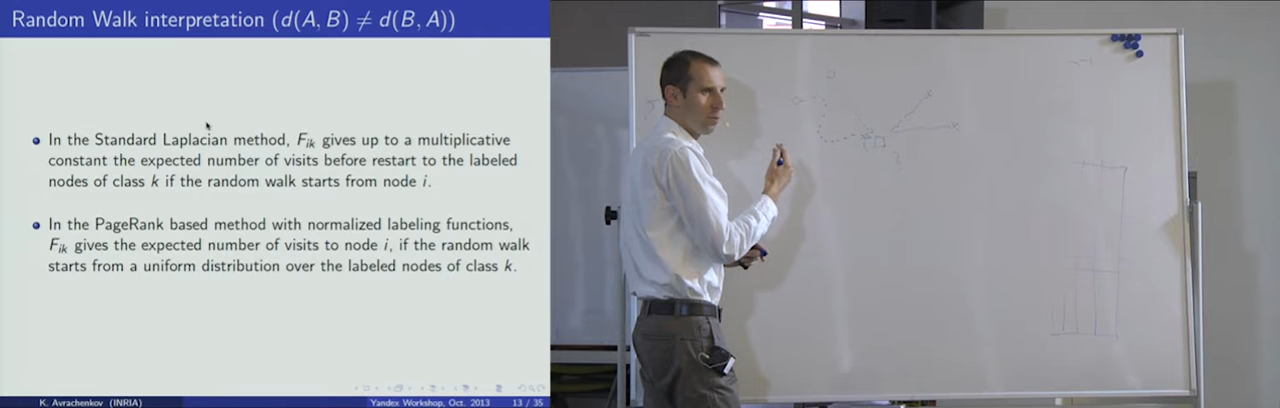 Random Walk interpretation (d(A, B) ≠ d(B, A))
In the Standard Laplacian method, F_ik gives up to a multiplicative
constant the expected number of visits before restart to the labeled
nodes of class k if the random walk starts from node i.
In the PageRank based method with normalized labeling functions,
F_ik gives the expected number of visits to node i, if the random walk
starts from a uniform distribution over the labeled nodes of class k.
K. Avrachenkov (INRIA)
Yandex Workshop, Oct. 2013
13 / 35